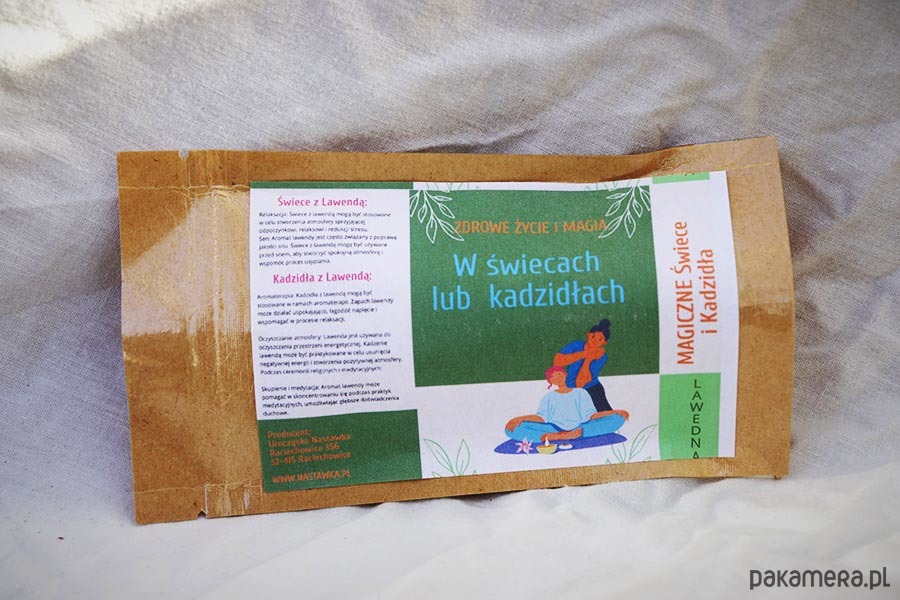 Świece z Lawendą:
Relaksacja: Świece z lawendą mogą być stosowane
w celu stworzenia atmosfery sprzyjającej
odpoczynkowi, relaksowi i redukcji stresu.
Sen: Aromat lawendy jest często związany z poprawą
jakości snu. Świece z lawendą mogą być używane
przed snem, aby stworzyć spokojną atmosferę i
wspomóc proces usypiania.
Kadzidła z Lawendą:
Aromaterapia: Kadzidła z lawendą mogą być
stosowane w ramach aromaterapii. Zapach lawendy
może działać uspokajająco, łagodzić napięcie i
wspomagać w procesie relaksacji.
Oczyszczanie atmosfery: Lawenda jest używana do
oczyszczania przestrzeni energetycznej. Kadzenie
lawendą może być praktykowane w celu usunięcia
negatywnej energii i stworzenia pozytywnej atmosfery.
Podczas ceremonii religijnych i medytacyjnych:
Skupienie i medytacja: Aromat lawendy może
pomagać w skoncentrowaniu się podczas praktyk
medytacyjnych, umożliwiając głębsze doświadczenia
duchowe.
Producent:
Uroczysko Nastawka
Raciechowice 356
32-415 Raciechowice
WWW.NASTAWKA.PL
ZDROWE ŻYCIE I MAGIA
W świecach
lub kadzidłach
MAGICZNE Świece
i Kadzidła
LAWEDNA
pakamera.pl